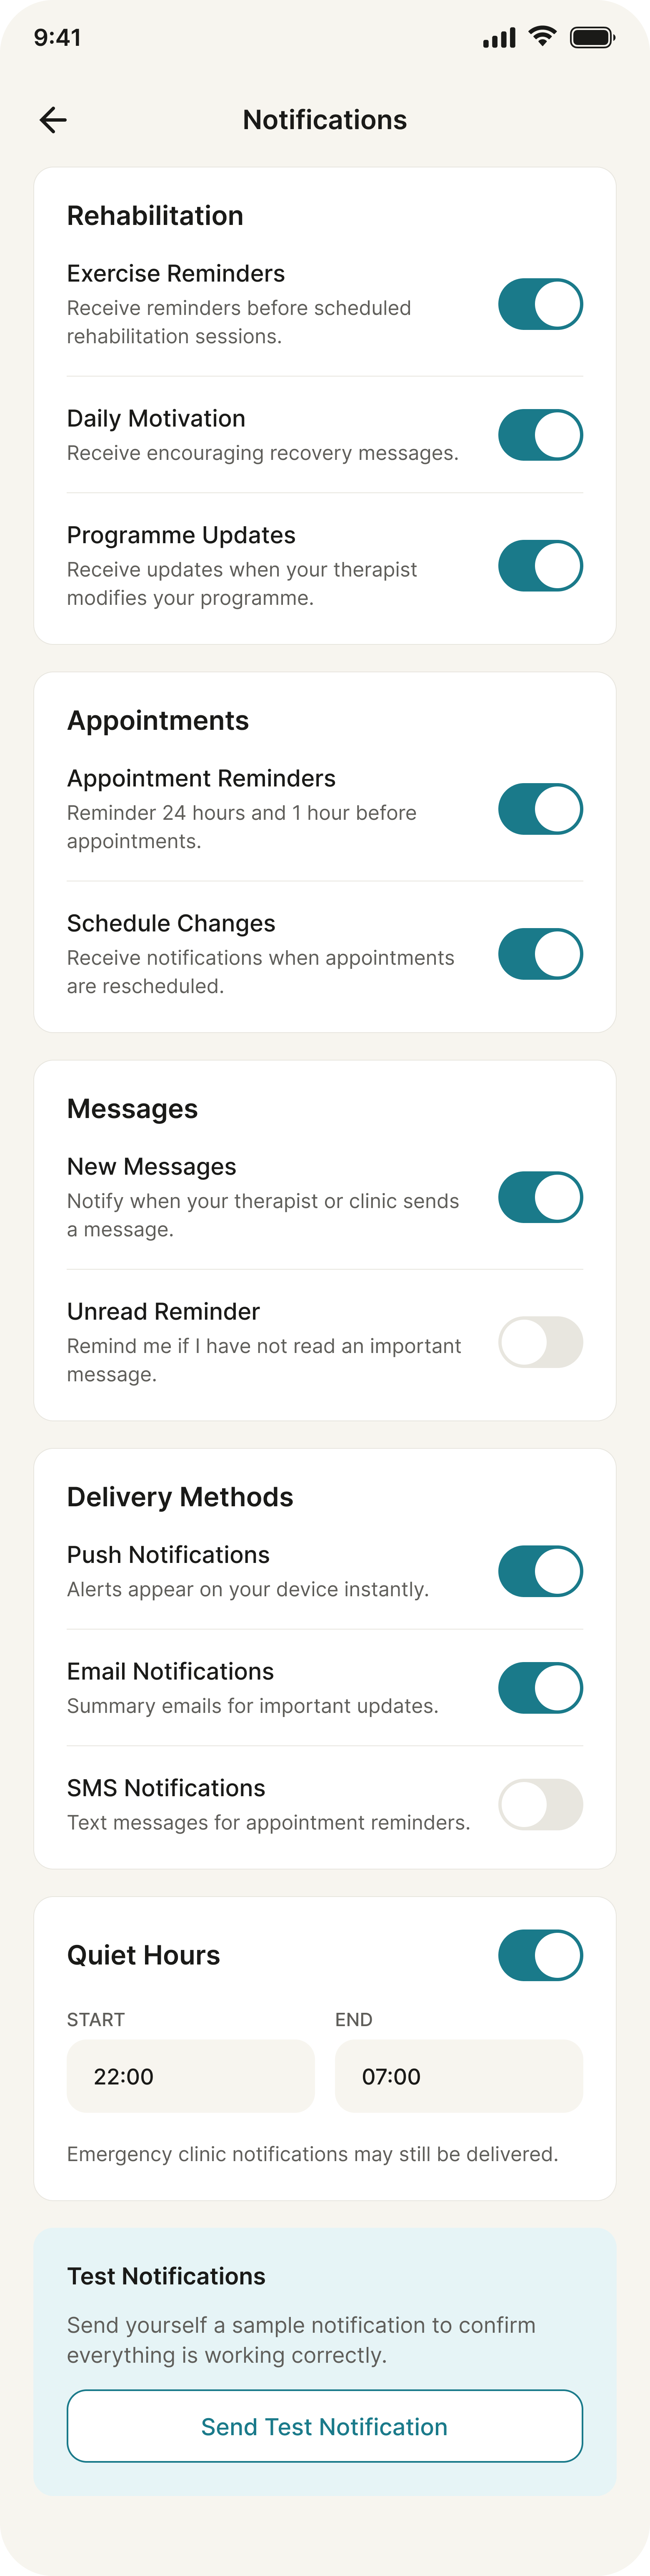 9:41
Notifications
Rehabilitation
Exercise Reminders
Receive reminders before scheduled
rehabilitation sessions.
Daily Motivation
Receive encouraging recovery messages.
Programme Updates
Receive updates when your therapist
modifies your programme.
Appointments
Appointment Reminders
Reminder 24 hours and 1 hour before
appointments.
Schedule Changes
Receive notifications when appointments
are rescheduled.
Messages
New Messages
Notify when your therapist or clinic sends
a message.
Unread Reminder
Remind me if I have not read an important
message.
Delivery Methods
Push Notifications
Alerts appear on your device instantly.
Email Notifications
Summary emails for important updates.
SMS Notifications
Text messages for appointment reminders.
Quiet Hours
START END
22:00 07:00
Emergency clinic notifications may still be delivered.
Test Notifications
Send yourself a sample notification to confirm
everything is working correctly.
Send Test Notification